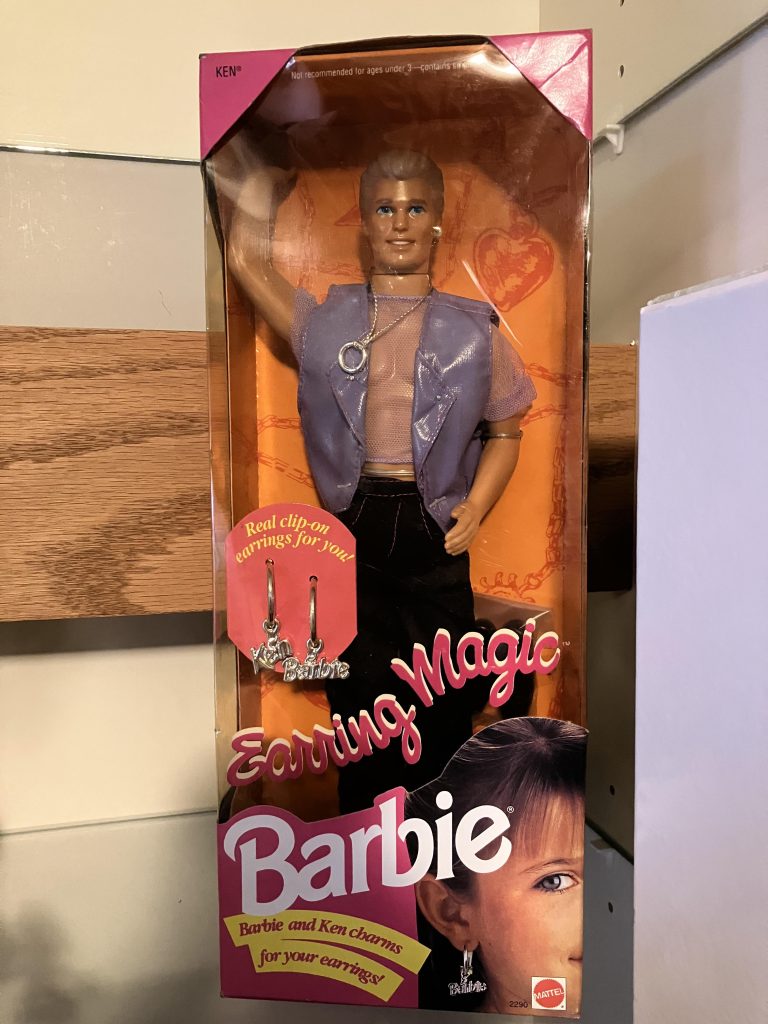 KEN®
Not recommended for ages under 3—contains
Real clip-on
earrings for you!
Ken
Barbie
Earring Magic™
Barbie®
Barbie and Ken charms
for your earrings!
Barbie
2290
MATTEL